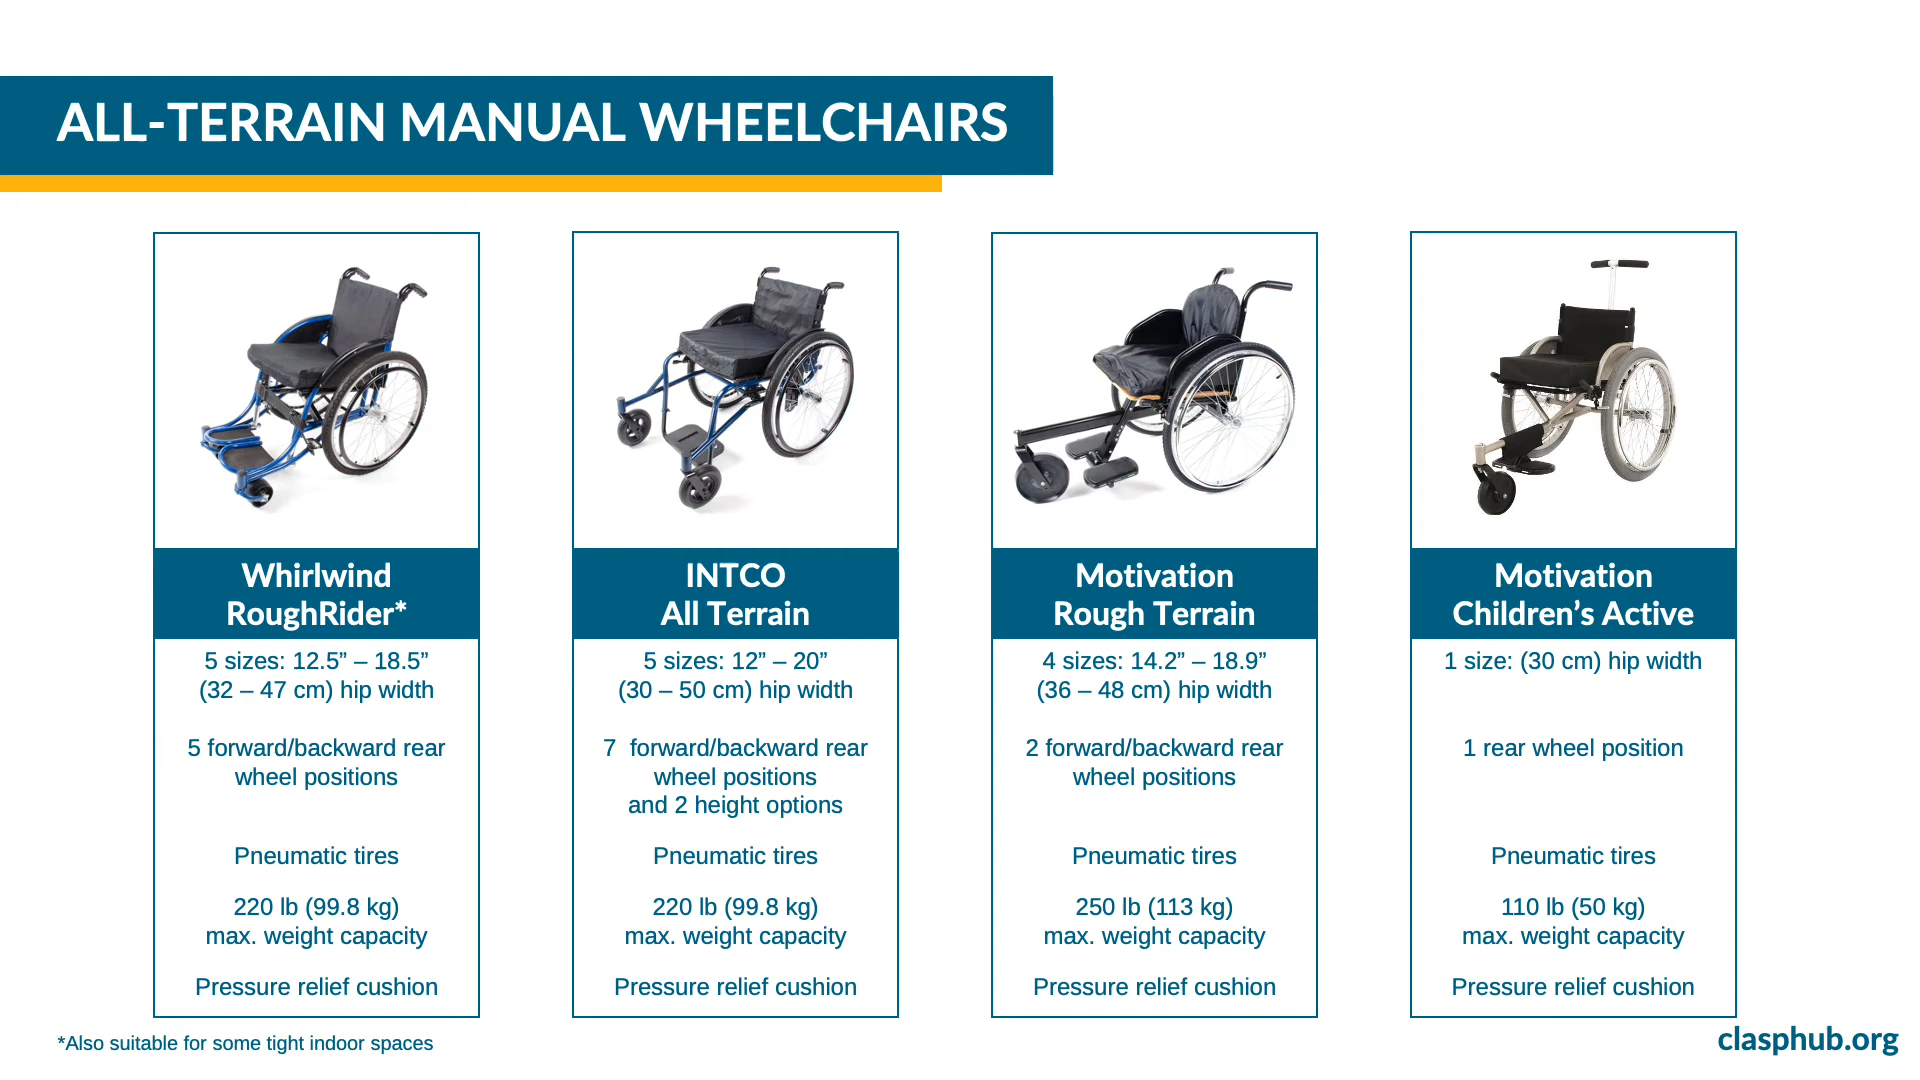 ALL-TERRAIN MANUAL WHEELCHAIRS
Whirlwind
RoughRider*
5 sizes: 12.5” – 18.5”
(32 – 47 cm) hip width
5 forward/backward rear
wheel positions
Pneumatic tires
220 lb (99.8 kg)
max. weight capacity
Pressure relief cushion
INTCO
All Terrain
5 sizes: 12” – 20”
(30 – 50 cm) hip width
7  forward/backward rear
wheel positions
and 2 height options
Pneumatic tires
220 lb (99.8 kg)
max. weight capacity
Pressure relief cushion
Motivation
Rough Terrain
4 sizes: 14.2” – 18.9”
(36 – 48 cm) hip width
2 forward/backward rear
wheel positions
Pneumatic tires
250 lb (113 kg)
max. weight capacity
Pressure relief cushion
Motivation
Children’s Active
1 size: (30 cm) hip width
1 rear wheel position
Pneumatic tires
110 lb (50 kg)
max. weight capacity
Pressure relief cushion
*Also suitable for some tight indoor spaces
clasphub.org